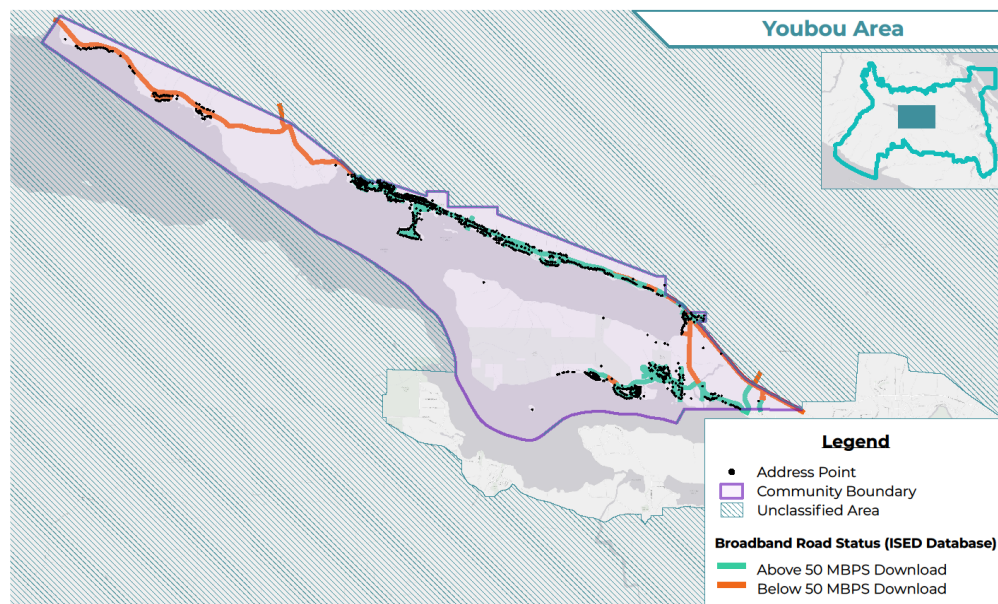 Youbou Area
Legend
Address Point
Community Boundary
Unclassified Area
Broadband Road Status (ISED Database)
Above 50 MBPS Download
Below 50 MBPS Download